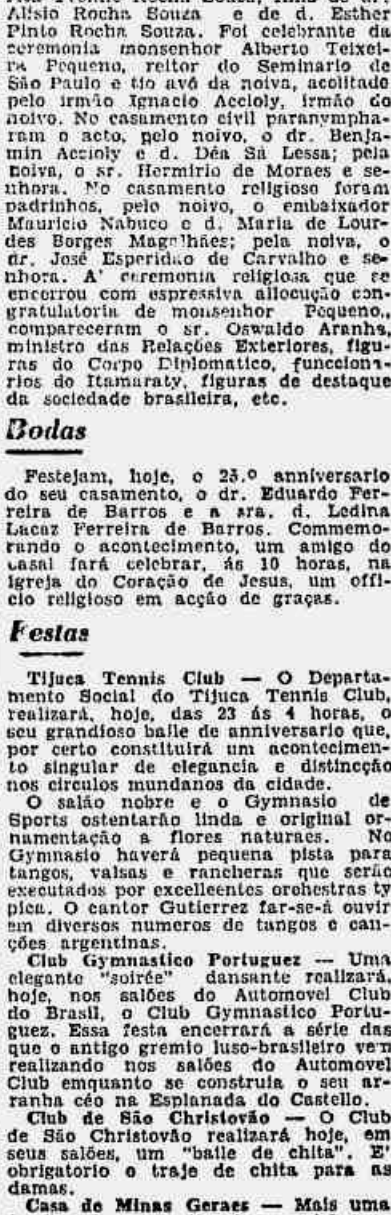 Alisio Rocha Souza e de d. Esther
Pinto Rocha Souza. Foi celebrante da
ceremonia monsenhor Alberto Teixei-
ra Pequeno, reitor do Seminario de
São Paulo e tio avó da noiva, acolitado
pelo irmão Ignacio Accioly, irmão do
noivo. No casamento civil paranympha-
ram o acto, pelo noivo, o dr. Benja-
min Accioly e d. Déa Sá Lessa; pela
noiva, o sr. Hermirio de Moraes e se-
nhora. No casamento religioso foram
padrinhos, pelo noivo, o embaixador
Mauricio Nabuco e d. Maria de Lour-
des Borges Magalhães; pela noiva, o
dr. José Esperidião de Carvalho e se-
nhora. A' ceremonia religiosa que se
encerrou com espressiva allocução con-
gratulatoria de monsenhor Pequeno,
compareceram o sr. Oswaldo Aranha,
ministro das Relações Exteriores, figu-
ras do Corpo Diplomatico, funcciona-
rios do Itamaraty, figuras de destaque
da sociedade brasileira, etc.
Bodas
Festejam, hoje, o 25.º anniversario
do seu casamento, o dr. Eduardo Fer-
reira de Barros e a sra. d. Ledina
Lacaz Ferreira de Barros. Commemo-
rando o acontecimento, um amigo do
casal fará celebrar, ás 10 horas, na
igreja do Coração de Jesus, um offi-
cio religioso em acção de graças.
Festas
Tijuca Tennis Club — O Departa-
mento Social do Tijuca Tennis Club,
realizará, hoje, das 23 ás 4 horas, o
seu grandioso baile de anniversario que,
por certo constituirá um acontecimen-
to singular de elegancia e distincção
nos circulos mundanos da cidade.
O salão nobre e o Gymnasio de
Sports ostentarão linda e original or-
namentação a flores naturaes. No
Gymnasio haverá pequena pista para
tangos, valsas e rancheras que serão
executados por excelleentes orchestras ty
pica. O cantor Gutierrez far-se-á ouvir
em diversos numeros de tangos e can-
ções argentinas.
Club Gymnastico Portuguez — Uma
elegante "soirée" dansante realizará,
hoje, nos salões do Automovel Club
do Brasil, o Club Gymnastico Portu-
guez. Essa festa encerrará a série das
que o antigo gremio luso-brasileiro vem
realizando nos salões do Automovel
Club emquanto se construia o seu ar-
ranha céo na Esplanada do Castello.
Club de São Christovão — O Club
de São Christovão realizará hoje, em
seus salões, um "baile de chita". E'
obrigatorio o traje de chita para as
damas.
Casa de Minas Geraes — Mais uma